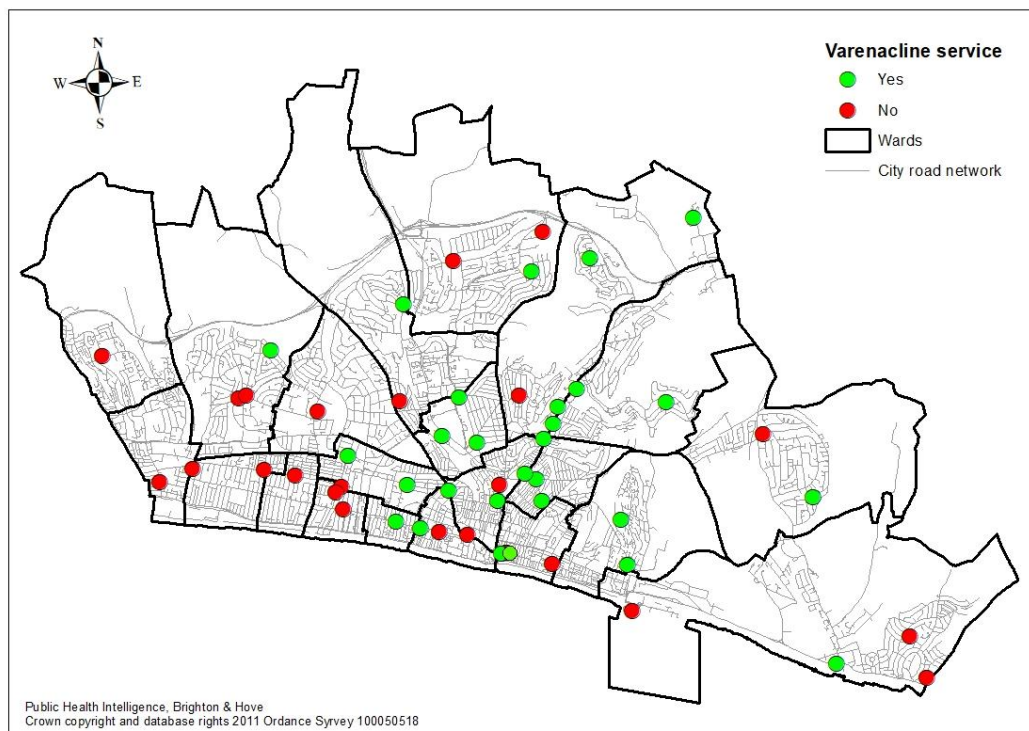 N
W E
S
Varenacline service
Yes
No
Wards
City road network
Public Health Intelligence, Brighton & Hove
Crown copyright and database rights 2011 Ordance Syrvey 100050518